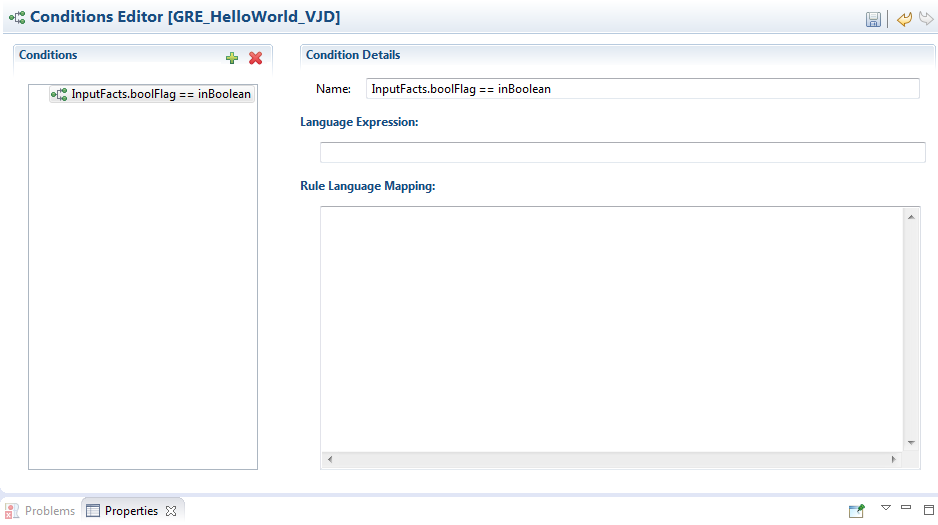 Conditions Editor [GRE_HelloWorld_VJD]
Conditions
InputFacts.boolFlag == inBoolean
Condition Details
Name: InputFacts.boolFlag == inBoolean
Language Expression:
Rule Language Mapping:
Problems Properties